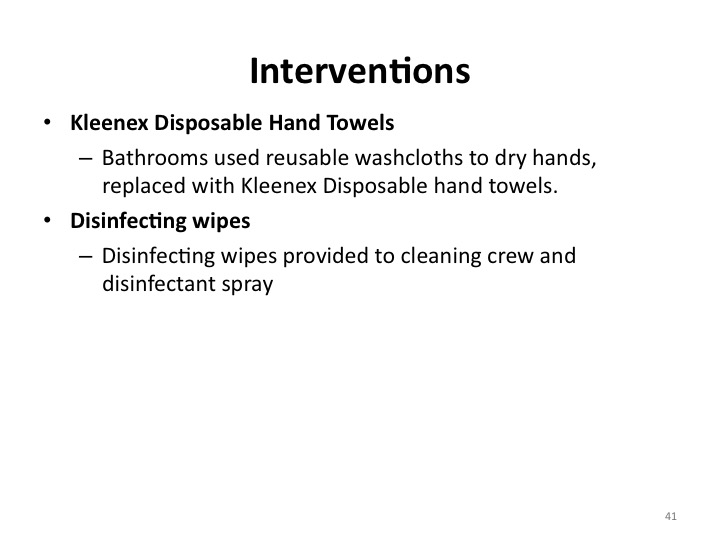 Interventions
• Kleenex Disposable Hand Towels
– Bathrooms used reusable washcloths to dry hands,
replaced with Kleenex Disposable hand towels.
• Disinfecting wipes
– Disinfecting wipes provided to cleaning crew and
disinfectant spray
41